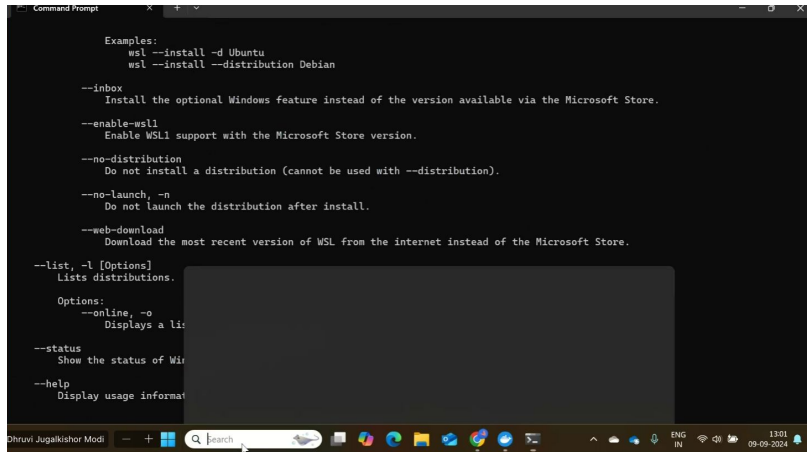 Command Prompt
Examples:
wsl --install -d Ubuntu
wsl --install --distribution Debian
--inbox
Install the optional Windows feature instead of the version available via the Microsoft Store.
--enable-wsl1
Enable WSL1 support with the Microsoft Store version.
--no-distribution
Do not install a distribution (cannot be used with --distribution).
--no-launch, -n
Do not launch the distribution after install.
--web-download
Download the most recent version of WSL from the internet instead of the Microsoft Store.
--list, -l [Options]
Lists distributions.
Options:
--online, -o
Displays a lis
--status
Show the status of Win
--help
Display usage informat
Dhruvi Jugalkishor Modi
Search
ENG
IN
13:01
09-09-2024